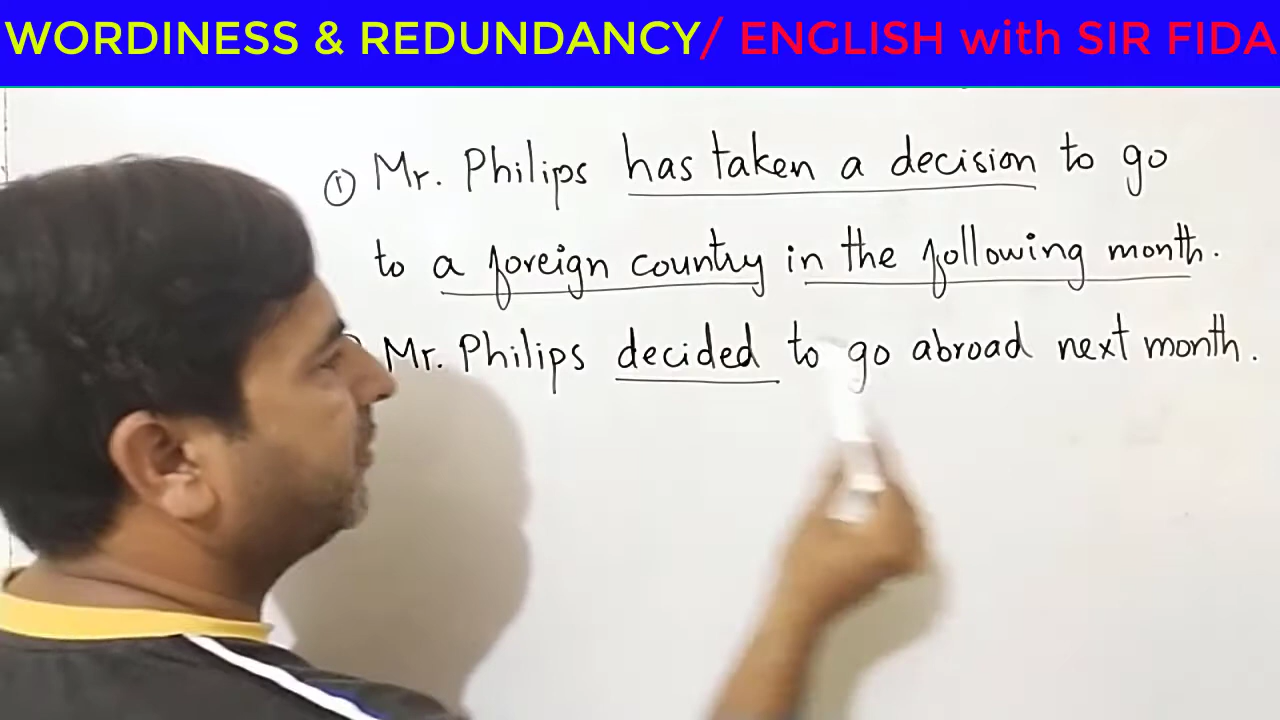 WORDINESS & REDUNDANCY/ ENGLISH with SIR FIDA
① Mr. Philips has taken a decision to go
to a foreign country in the following month.
Mr. Philips decided to go abroad next month.